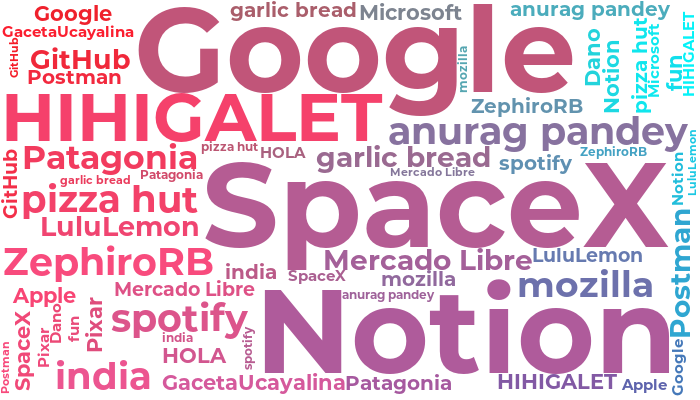 Google
garlic bread
Microsoft
anurag pandey
GacetaUcayalina
Google
GitHub
GitHub
Postman
mozilla
Dano
Notion
pizza hut
Microsoft
fun
HIHIGALET
HIHIGALET
ZephiroRB
anurag pandey
Patagonia
pizza hut
HOLA
garlic bread
spotify
ZephiroRB
LuluLemon
GitHub
garlic bread
Patagonia
Mercado Libre
Notion
pizza hut
SpaceX
LuluLemon
Postman
ZephiroRB
india
SpaceX
Mercado Libre
LuluLemon
mozilla
mozilla
Apple
Mercado Libre
anurag pandey
Notion
SpaceX
Pixar
Dano
fun
Pixar
spotify
india
spotify
HOLA
Google
Postman
india
GacetaUcayalina
Patagonia
HIHIGALET
Apple